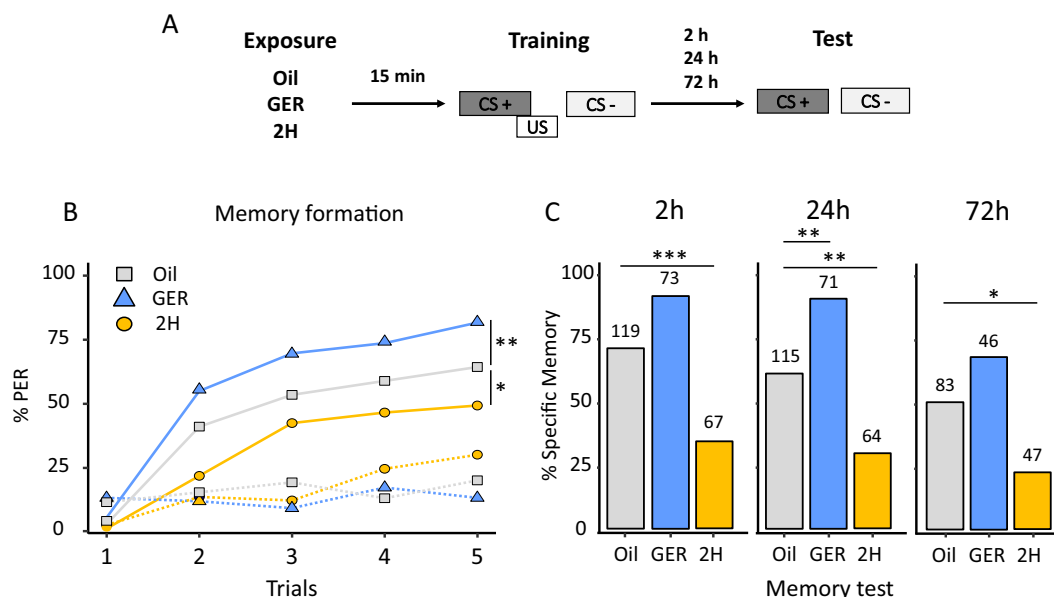 A
Exposure
Training
Test
Oil
GER
2H
15 min
CS +
US
CS -
2 h
24 h
72 h
CS +
CS -
B
Memory formation
% PER
100
75
50
25
0
Oil
GER
2H
**
*
1 2 3 4 5
Trials
C
2h
24h
72h
% Specific Memory
100
75
50
25
0
***
119
73
67
**
**
115
71
64
*
83
46
47
Oil GER 2H
Oil GER 2H
Oil GER 2H
Memory test